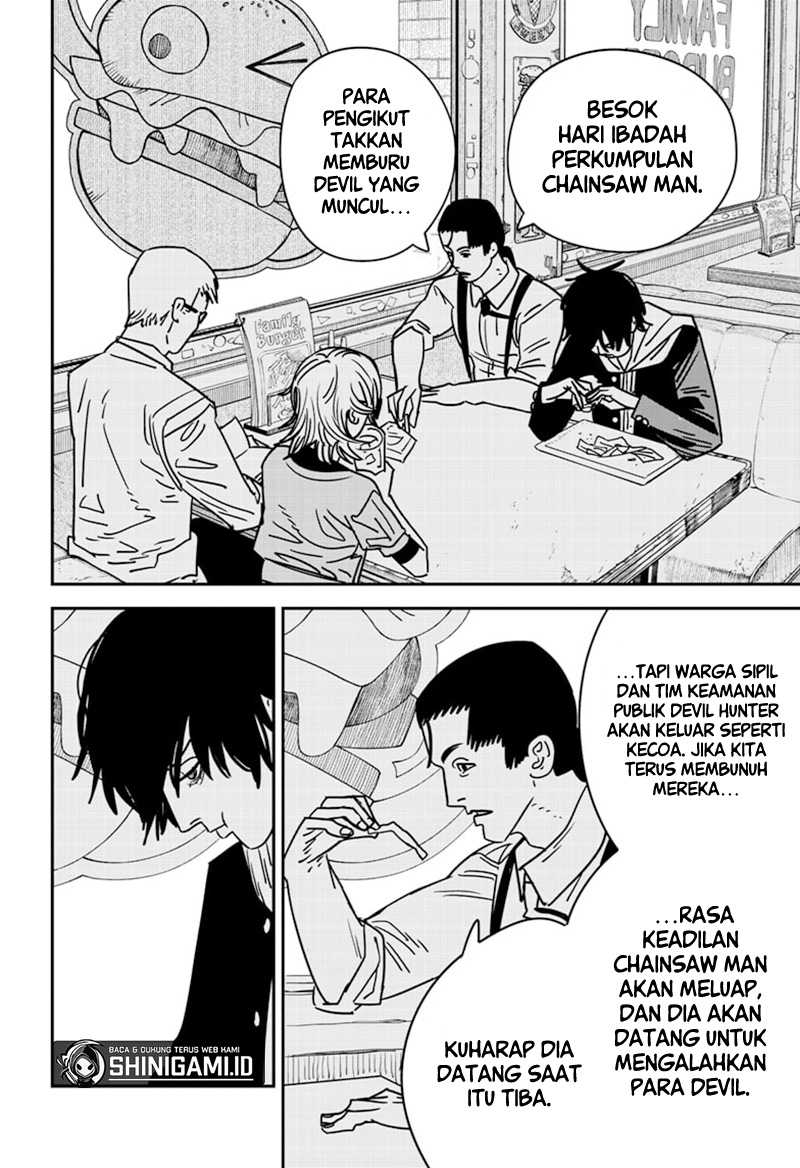 FAMILY
BURGER
BESOK
HARI IBADAH
PERKUMPULAN
CHAINSAW MAN.
PARA
PENGIKUT
TAKKAN
MEMBURU
DEVIL YANG
MUNCUL...
Family
Burger
...TAPI WARGA SIPIL
DAN TIM KEAMANAN
PUBLIK DEVIL HUNTER
AKAN KELUAR SEPERTI
KECOA. JIKA KITA
TERUS MEMBUNUH
MEREKA...
...RASA
KEADILAN
CHAINSAW MAN
AKAN MELUAP,
DAN DIA AKAN
DATANG UNTUK
MENGALAHKAN
PARA DEVIL.
KUHARAP DIA
DATANG SAAT
ITU TIBA.
BACA & DUKUNG TERUS WEB KAMI
SHINIGAMI.ID